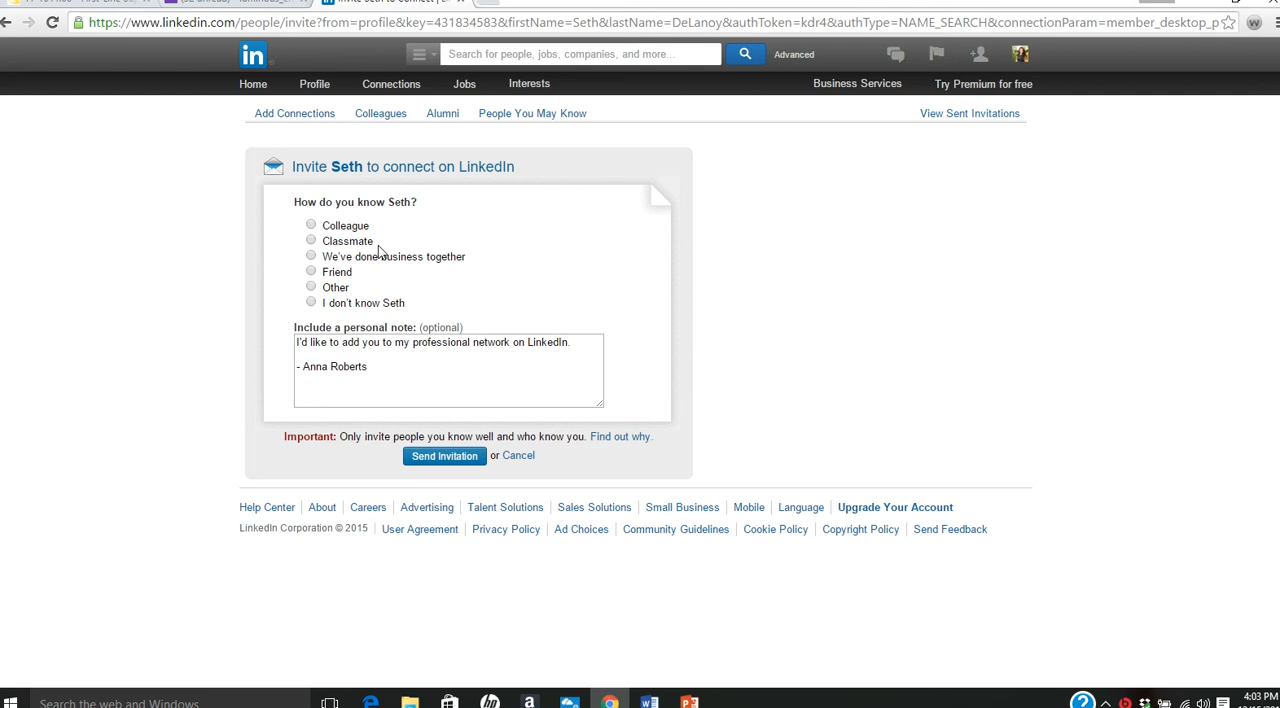 Invite Seth to Connect | L
https://www.linkedin.com/people/invite?from=profile&key=431834583&firstName=Seth&lastName=DeLanoy&authToken=kdr4&authType=NAME_SEARCH&connectionParam=member_desktop_p
in Search for people, jobs, companies, and more... Advanced
Home Profile Connections Jobs Interests Business Services Try Premium for free
Add Connections Colleagues Alumni People You May Know View Sent Invitations
Invite Seth to connect on LinkedIn
How do you know Seth?
Colleague
Classmate
We've done business together
Friend
Other
I don't know Seth
Include a personal note: (optional)
I'd like to add you to my professional network on LinkedIn.
- Anna Roberts
Important: Only invite people you know well and who know you. Find out why.
Send Invitation or Cancel
Help Center About Careers Advertising Talent Solutions Sales Solutions Small Business Mobile Language Upgrade Your Account
LinkedIn Corporation © 2015 User Agreement Privacy Policy Ad Choices Community Guidelines Cookie Policy Copyright Policy Send Feedback
4:03 PM
Search the web and Windows